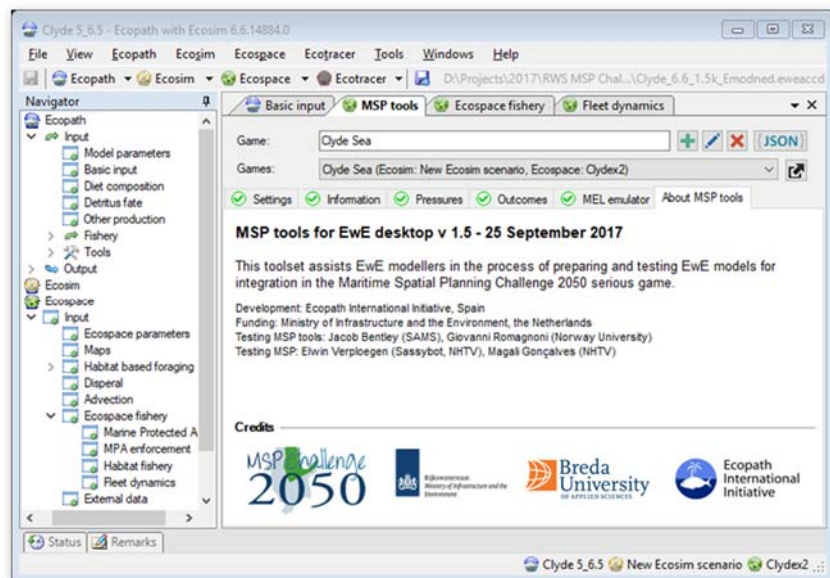 Clyde 5_6.5 - Ecopath with Ecosim 6.6.14884.0
File View Ecopath Ecosim Ecospace Ecotracer Tools Windows Help
Ecopath Ecosim Ecospace Ecotracer D:\Projects\2017\RWS MSP Chal...\Clyde_6.6_1.5k_Emodned.eweaccd
Navigator
Ecopath
Input
Model parameters
Basic input
Diet composition
Detritus fate
Other production
Fishery
Tools
Output
Ecosim
Ecospace
Input
Ecospace parameters
Maps
Habitat based foraging
Disperal
Advection
Ecospace fishery
Marine Protected A
MPA enforcement
Habitat fishery
Fleet dynamics
External data
Basic input MSP tools Ecospace fishery Fleet dynamics
Game: Clyde Sea {JSON}
Games: Clyde Sea (Ecosim: New Ecosim scenario, Ecospace: Clydex2)
Settings Information Pressures Outcomes MEL emulator About MSP tools
MSP tools for EwE desktop v 1.5 - 25 September 2017
This toolset assists EwE modellers in the process of preparing and testing EwE models for
integration in the Maritime Spatial Planning Challenge 2050 serious game.
Development: Ecopath International Initiative, Spain
Funding: Ministry of Infrastructure and the Environment, the Netherlands
Testing MSP tools: Jacob Bentley (SAMS), Giovanni Romagnoni (Norway University)
Testing MSP: Elwin Verploegen (Sassybot, NHTV), Magali Gonçalves (NHTV)
Credits
MSP Challenge
2050
Rijkswaterstaat
Ministry of Infrastructure and the
Environment
Breda
University
OF APPLIED SCIENCES
Ecopath
International
Initiative
Status Remarks
Clyde 5_6.5 New Ecosim scenario Clydex2